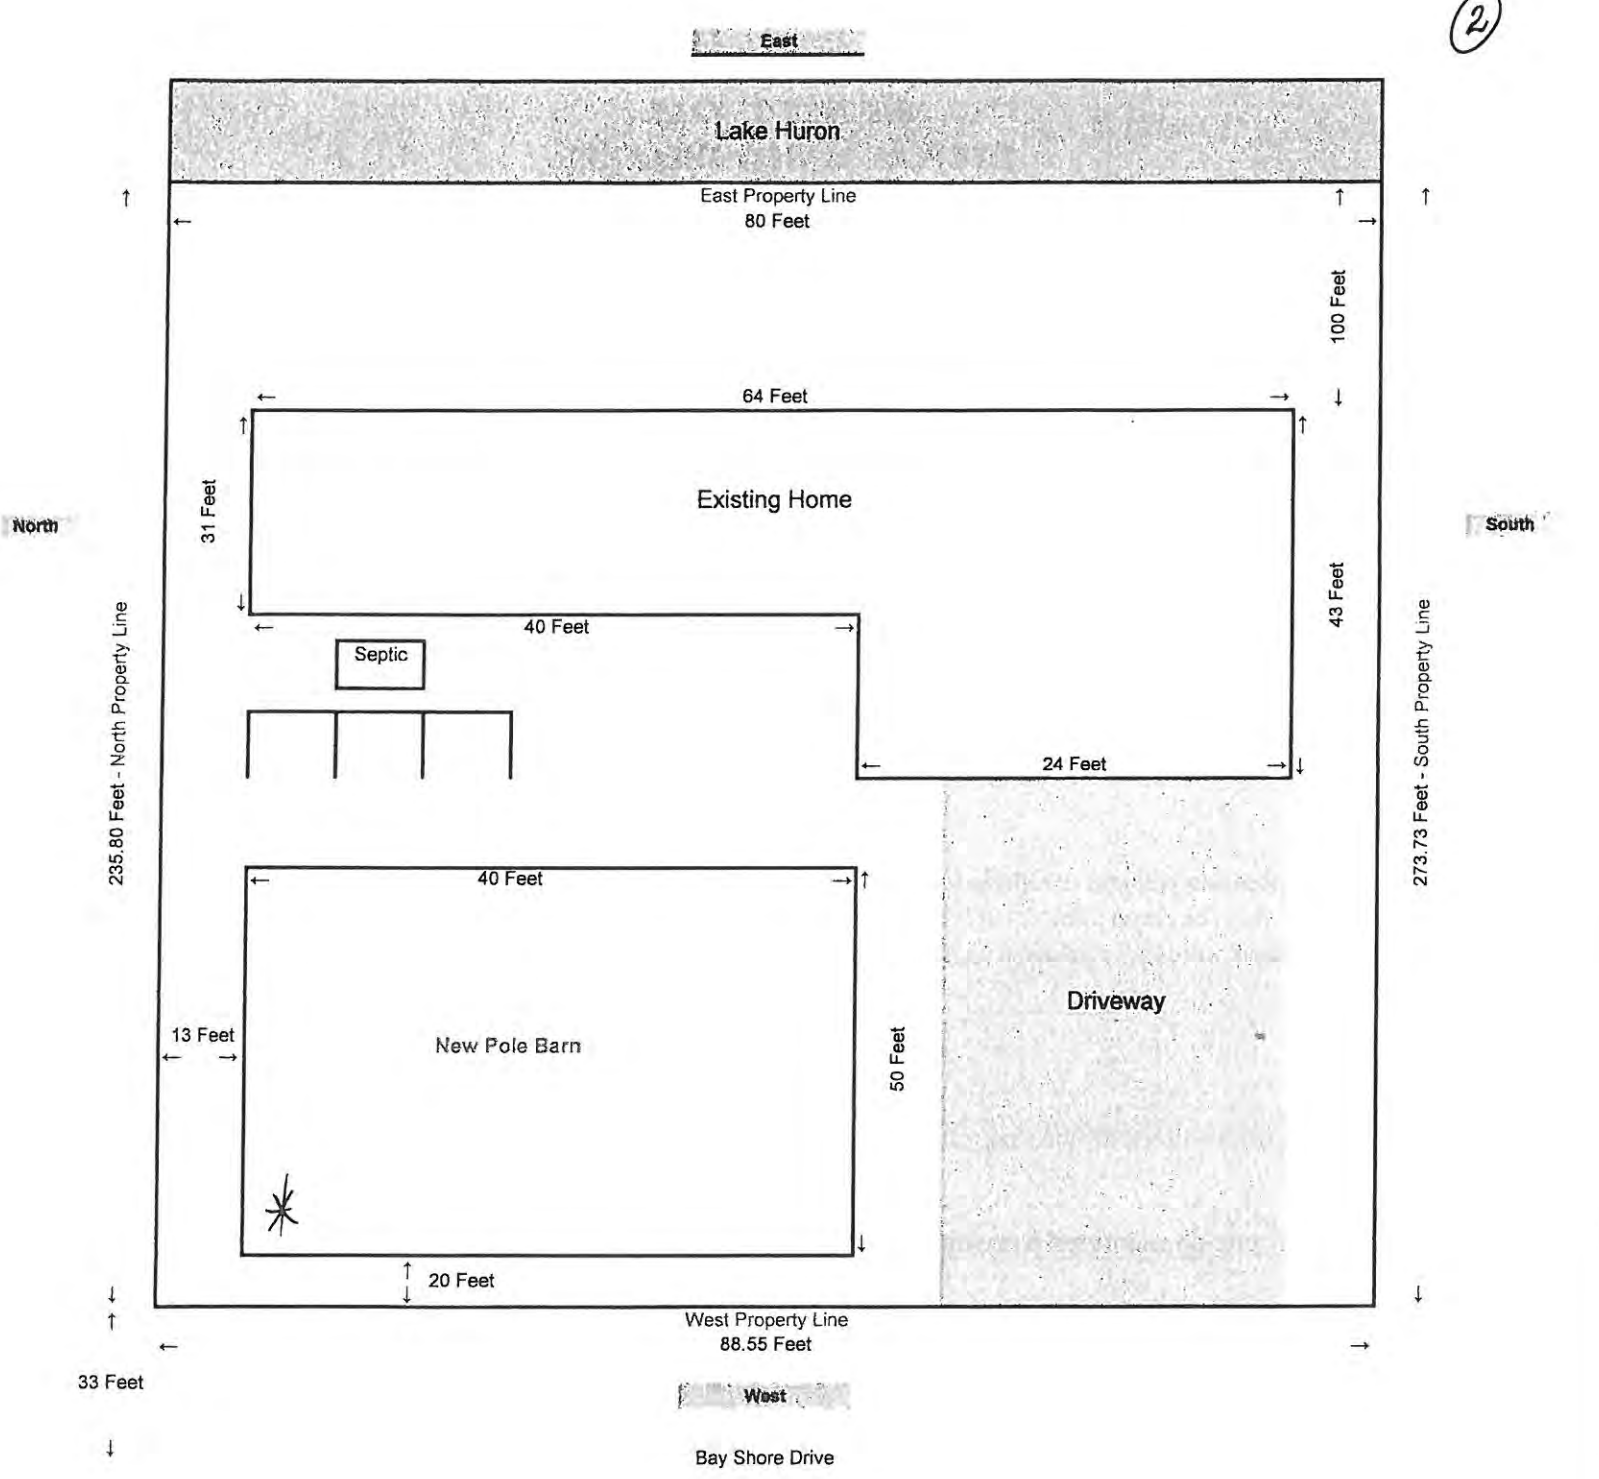 2
East
Lake Huron
East Property Line
80 Feet
100 Feet
64 Feet
Existing Home
31 Feet
North
South
43 Feet
40 Feet
Septic
235.80 Feet - North Property Line
273.73 Feet - South Property Line
24 Feet
40 Feet
Driveway
13 Feet
New Pole Barn
50 Feet
20 Feet
West Property Line
88.55 Feet
33 Feet
West
Bay Shore Drive